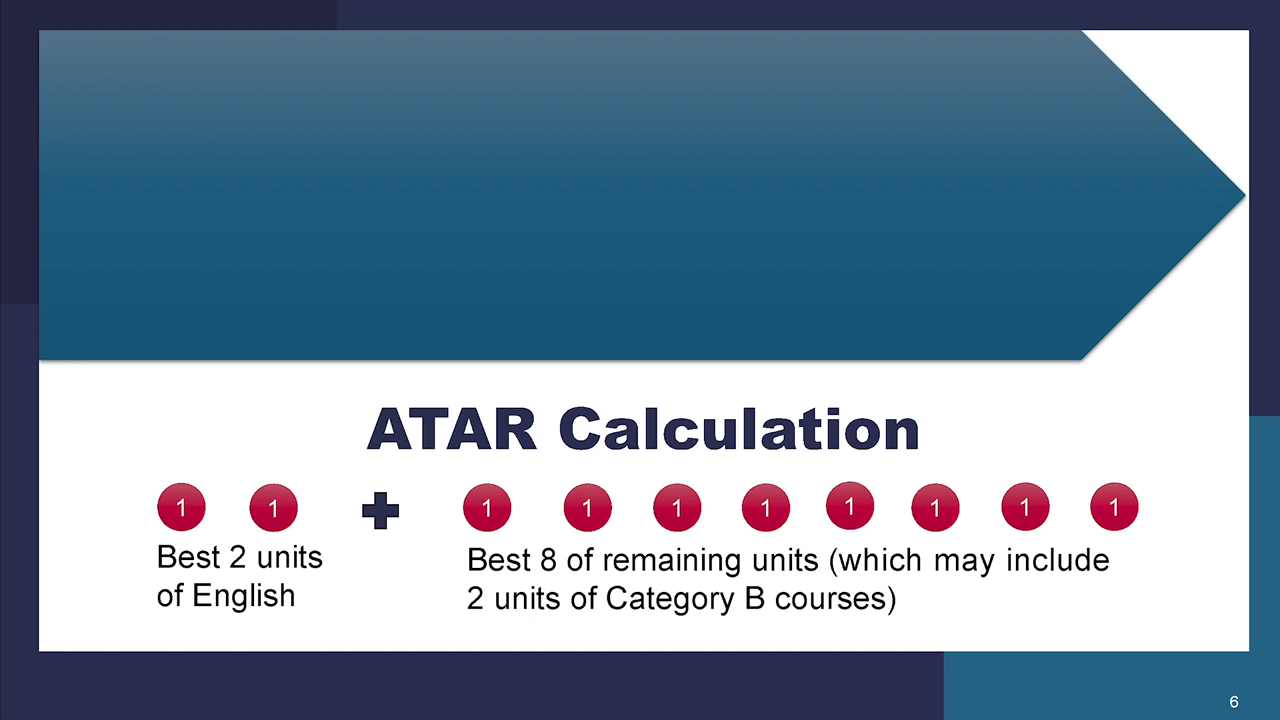 ATAR Calculation
1 1 1 1 1 1 1 1 1 1
Best 2 units
of English
Best 8 of remaining units (which may include
2 units of Category B courses)
6